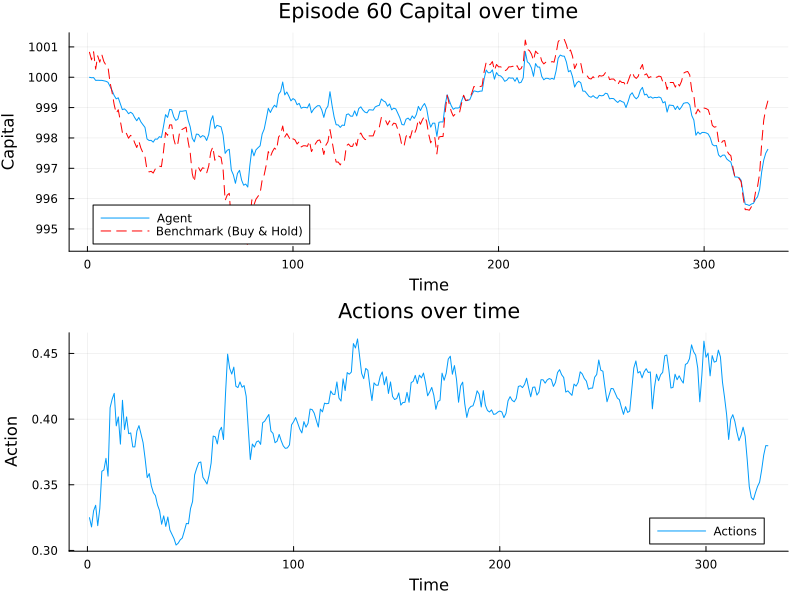 Episode 60 Capital over time
Capital
1001
1000
999
998
997
996
995
Agent
Benchmark (Buy & Hold)
0
100
200
300
Time
Actions over time
Action
0.45
0.40
0.35
0.30
Actions
0
100
200
300
Time